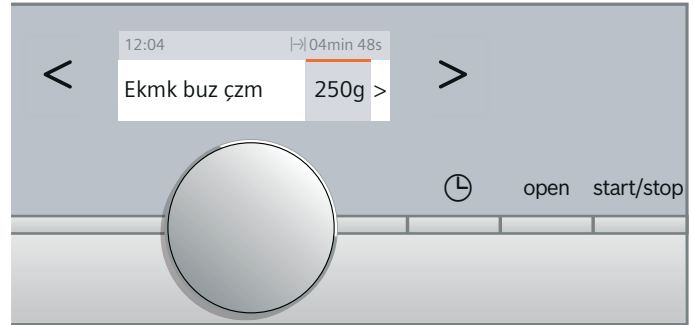 12:04 |→| 04min 48s
< Ekmk buz çzm 250g > >
open start/stop